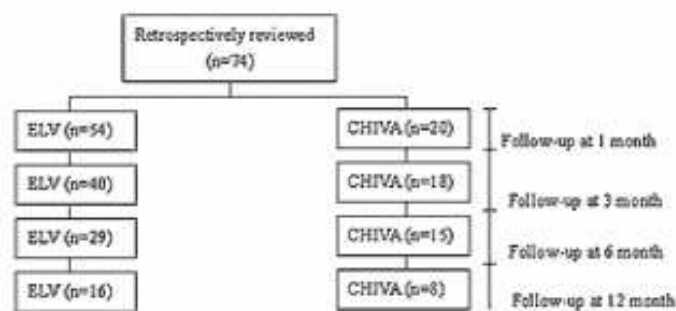 Retrospectively reviewed
(n=74)
ELV (n=54)
CHIVA (n=20)
Follow-up at 1 month
ELV (n=40)
CHIVA (n=18)
Follow-up at 3 month
ELV (n=29)
CHIVA (n=15)
Follow-up at 6 month
ELV (n=16)
CHIVA (n=8)
Follow-up at 12 month